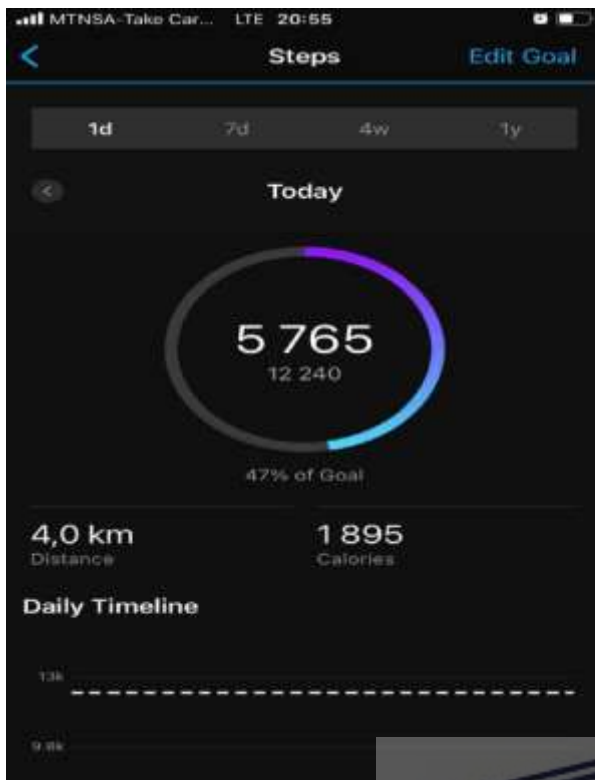 MTNSA-Take Car... LTE 20:55
< Steps Edit Goal
1d 7d 4w 1y
< Today
5 765
12 240
47% of Goal
4,0 km 1 895
Distance Calories
Daily Timeline
13k
9.8k